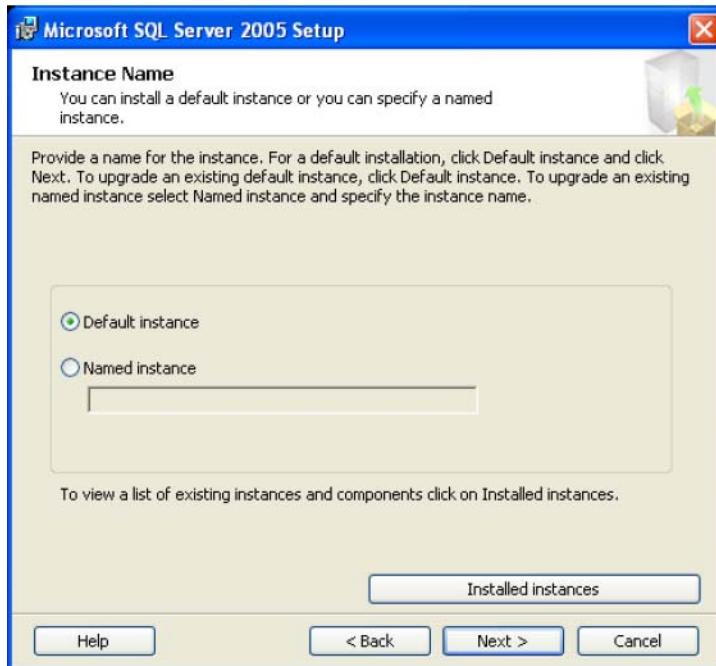 Microsoft SQL Server 2005 Setup
Instance Name
You can install a default instance or you can specify a named
instance.
Provide a name for the instance. For a default installation, click Default instance and click
Next. To upgrade an existing default instance, click Default instance. To upgrade an existing
named instance select Named instance and specify the instance name.
Default instance
Named instance
To view a list of existing instances and components click on Installed instances.
Installed instances
Help
< Back
Next >
Cancel